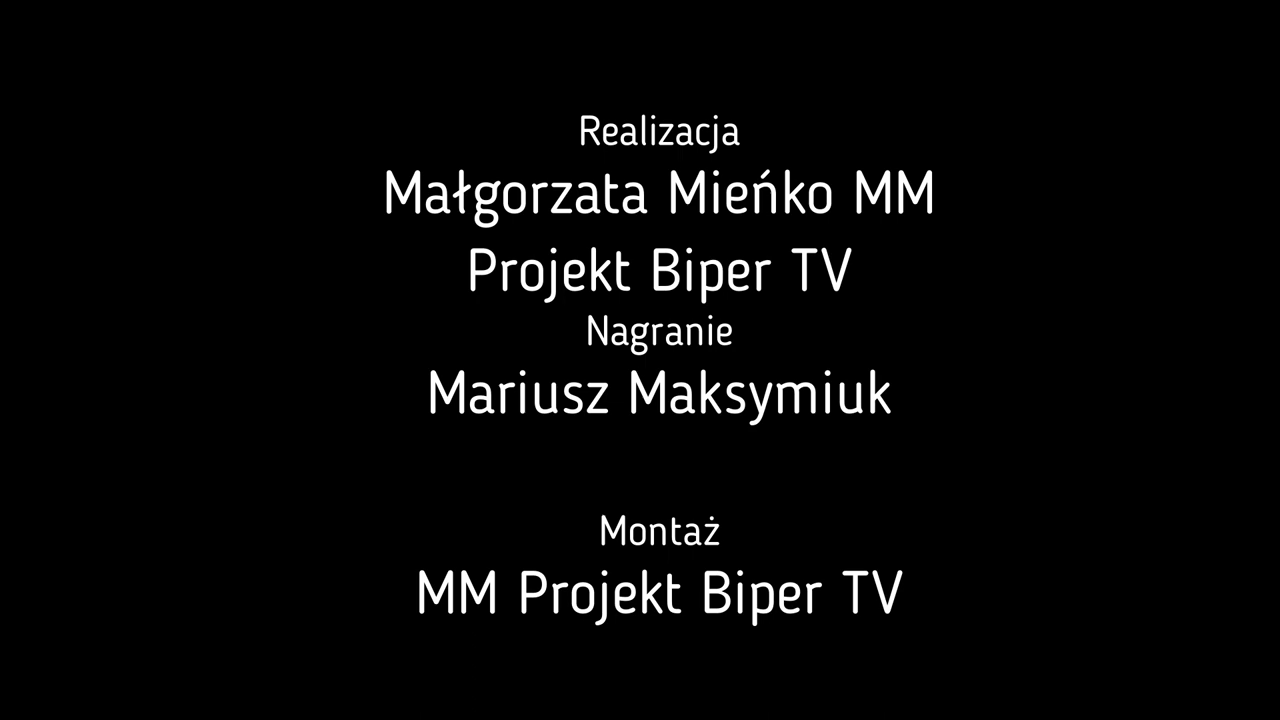 Realizacja
Małgorzata Mieńko MM
Projekt Biper TV
Nagranie
Mariusz Maksymiuk
Montaż
MM Projekt Biper TV